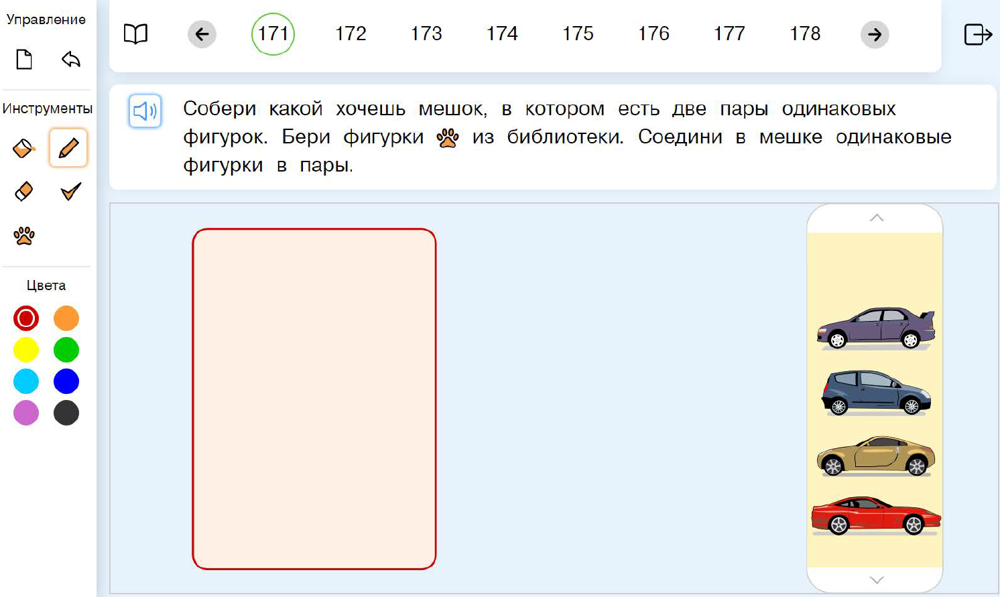 Управление
171 172 173 174 175 176 177 178
Инструменты
Собери какой хочешь мешок, в котором есть две пары одинаковых
фигурок. Бери фигурки из библиотеки. Соедини в мешке одинаковые
фигурки в пары.
Цвета